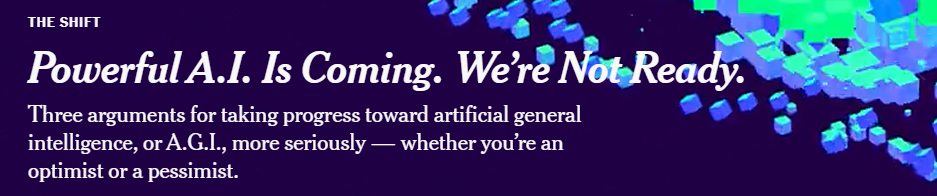 THE SHIFT
Powerful A.I. Is Coming. We’re Not Ready.
Three arguments for taking progress toward artificial general
intelligence, or A.G.I., more seriously — whether you’re an
optimist or a pessimist.